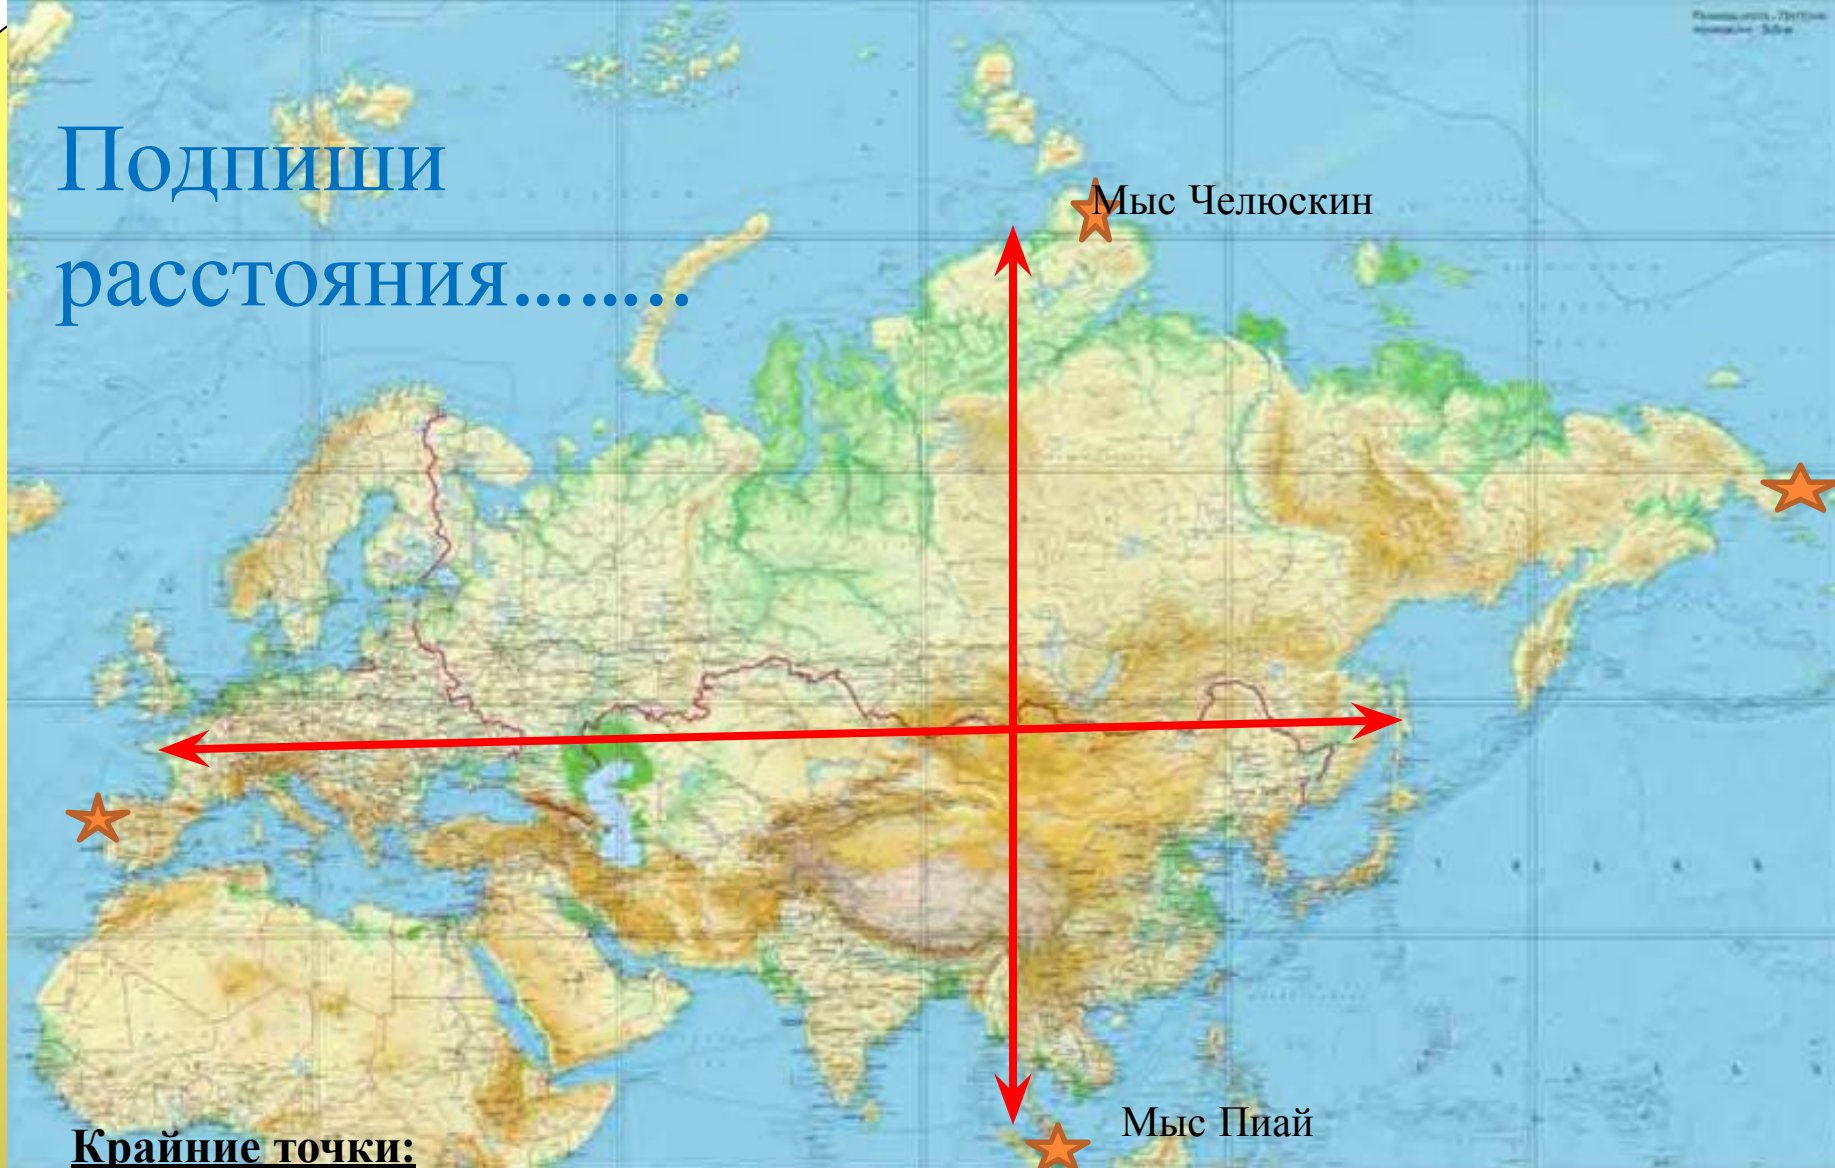 Подпиши
расстояния........
Мыс Челюскин
Мыс Пиай
Крайние точки: